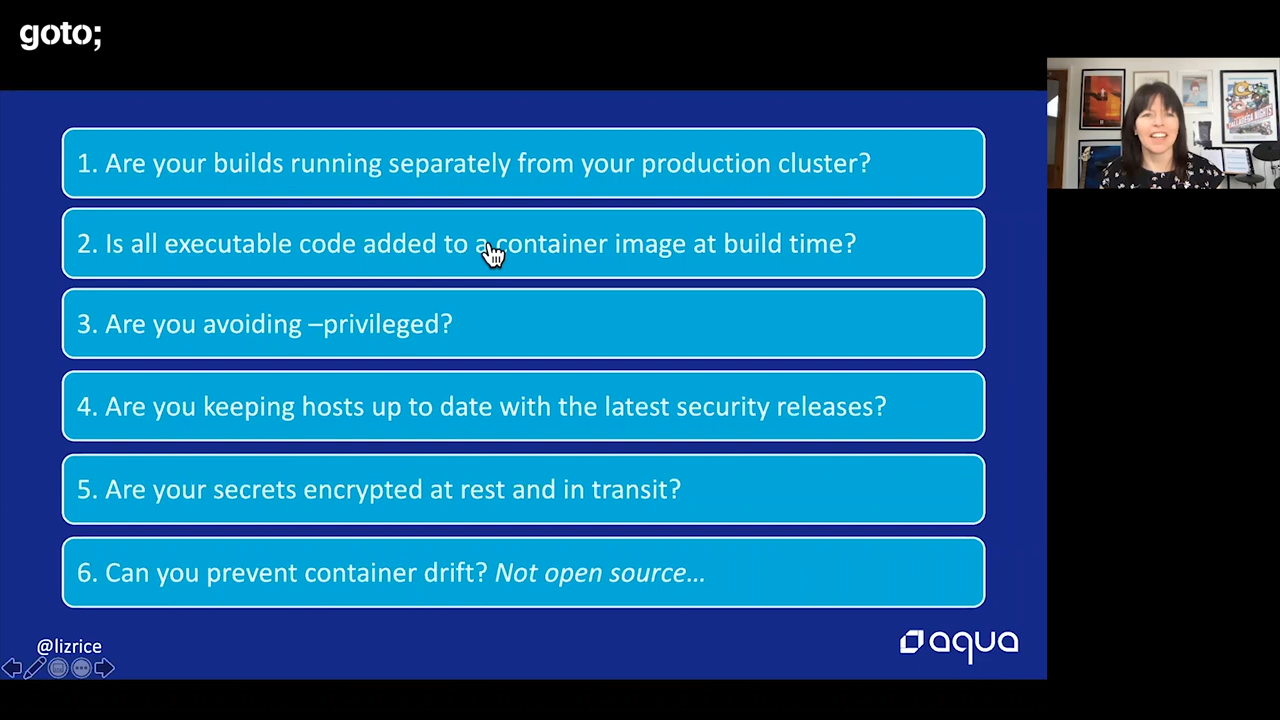 goto;
1. Are your builds running separately from your production cluster?
2. Is all executable code added to a container image at build time?
3. Are you avoiding –privileged?
4. Are you keeping hosts up to date with the latest security releases?
5. Are your secrets encrypted at rest and in transit?
6. Can you prevent container drift? Not open source…
@lizrice
aqua